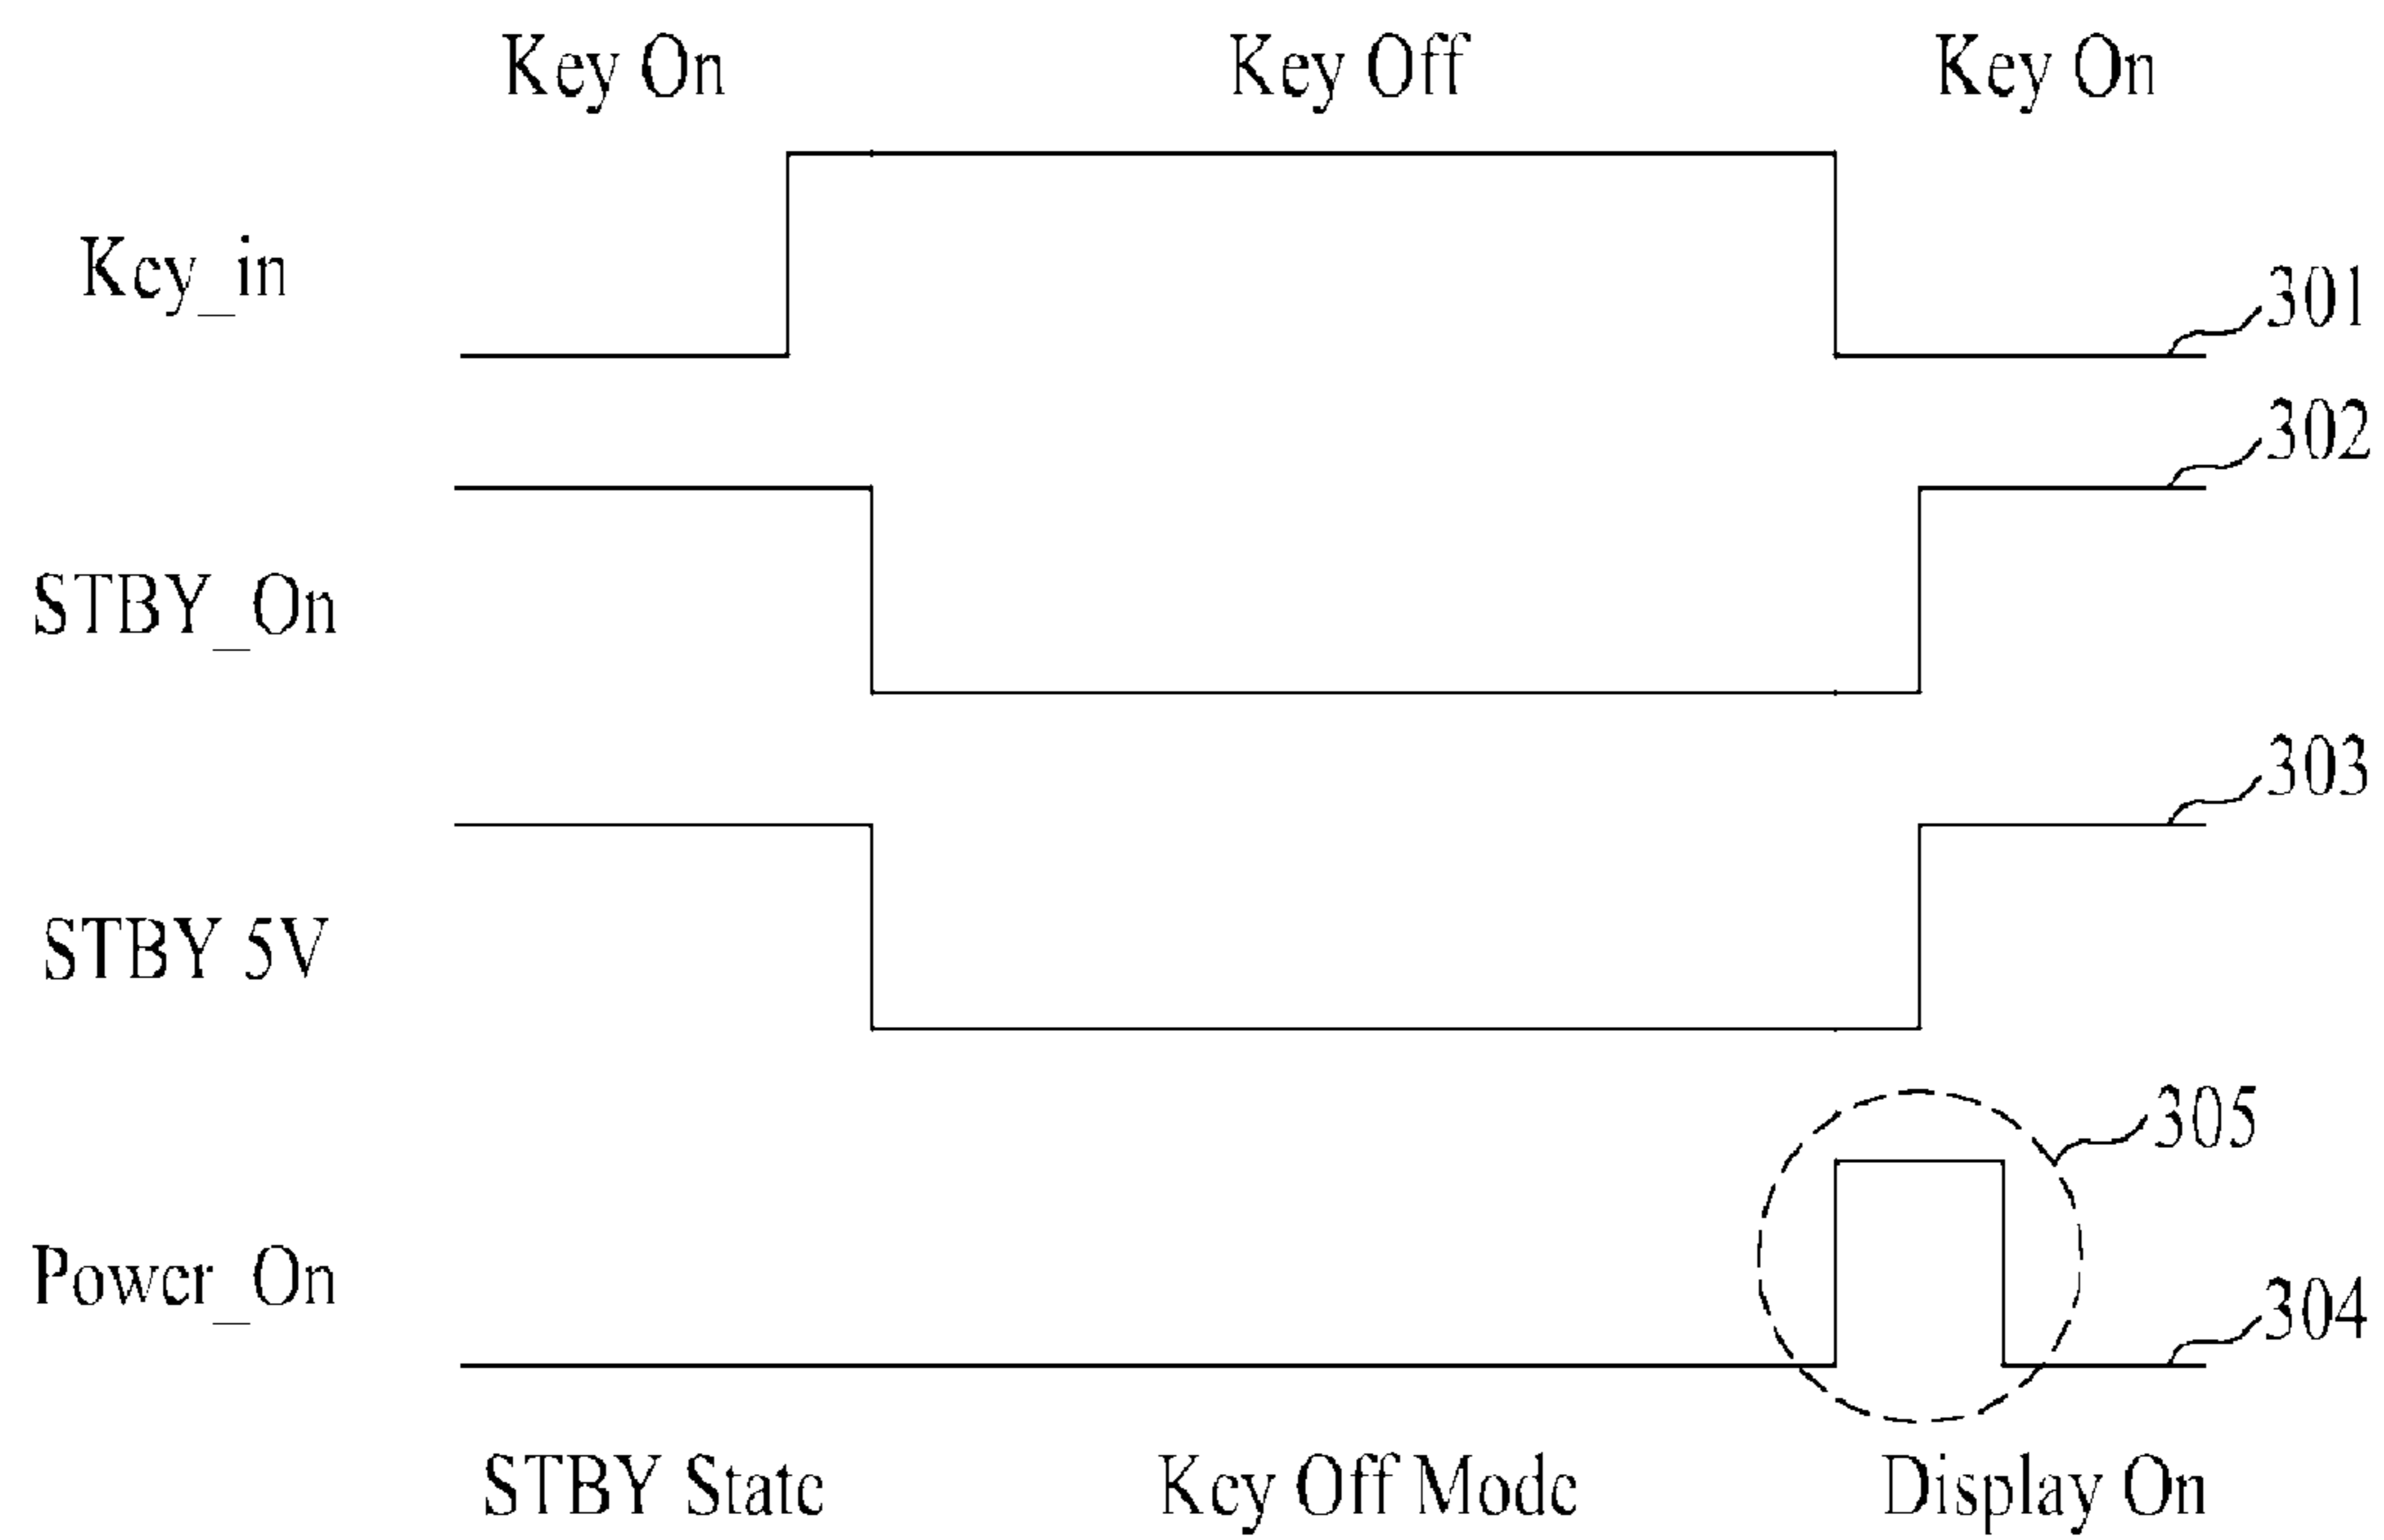 Key On Key Off Key On
Key_in
301
302
STBY_On
303
STBY 5V
305
Power_On
304
STBY State Key Off Mode Display On